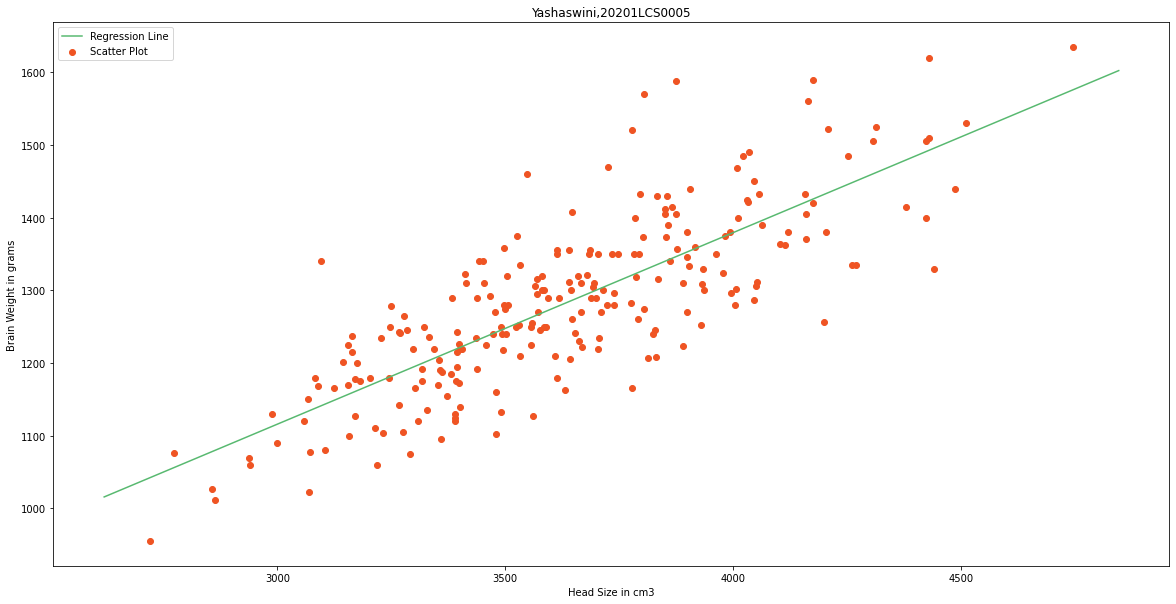 Yashaswini,20201LCS0005
Regression Line
Scatter Plot
1600
1500
1400
1300
1200
1100
1000
Brain Weight in grams
3000 3500 4000 4500
Head Size in cm3